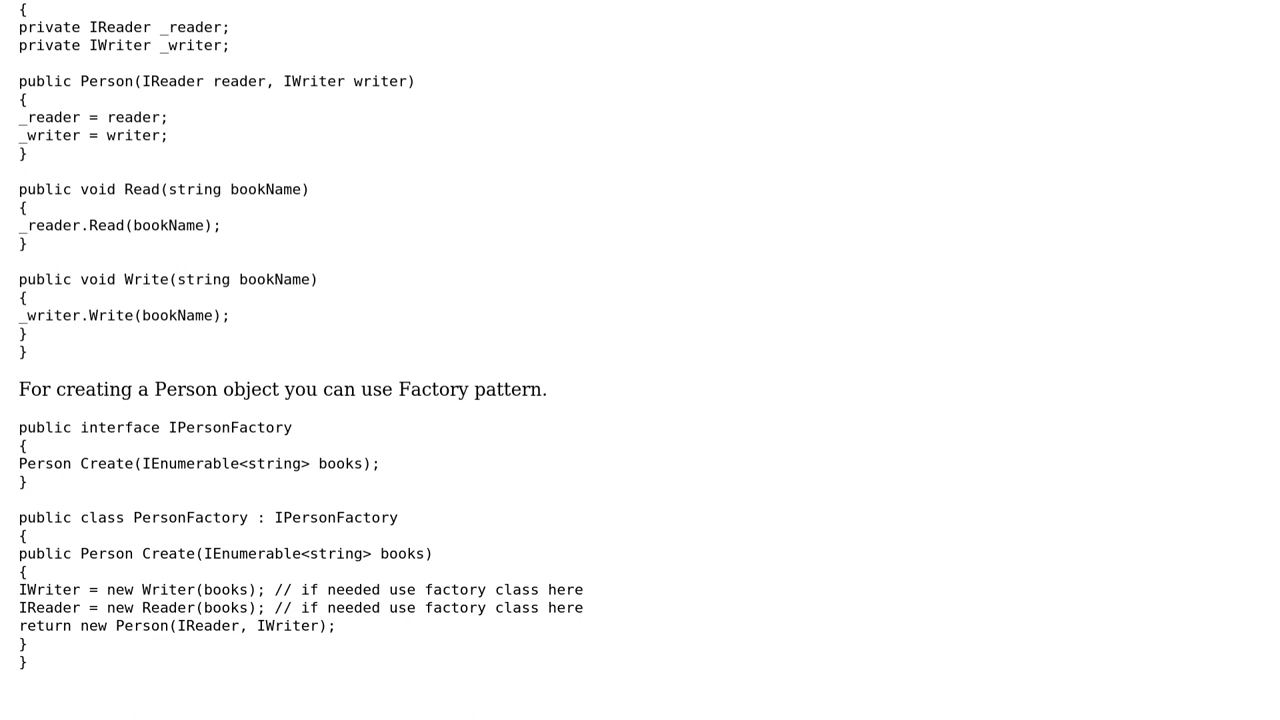 {
private IReader _reader;
private IWriter _writer;

public Person(IReader reader, IWriter writer)
{
_reader = reader;
_writer = writer;
}

public void Read(string bookName)
{
_reader.Read(bookName);
}

public void Write(string bookName)
{
_writer.Write(bookName);
}
}

For creating a Person object you can use Factory pattern.

public interface IPersonFactory
{
Person Create(IEnumerable<string> books);
}

public class PersonFactory : IPersonFactory
{
public Person Create(IEnumerable<string> books)
{
IWriter = new Writer(books); // if needed use factory class here
IReader = new Reader(books); // if needed use factory class here
return new Person(IReader, IWriter);
}
}